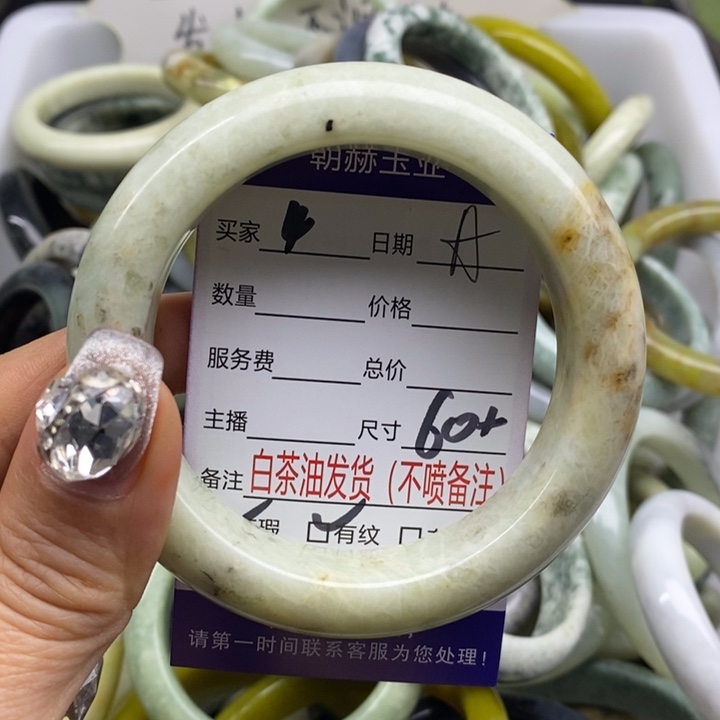 朝赫玉业
买家 4 日期 A
数量 价格
服务费 总价
主播 尺寸 60+
备注 白茶油发货（不喷备注）
瑕 □有纹 □
请第一时间联系客服为您处理！